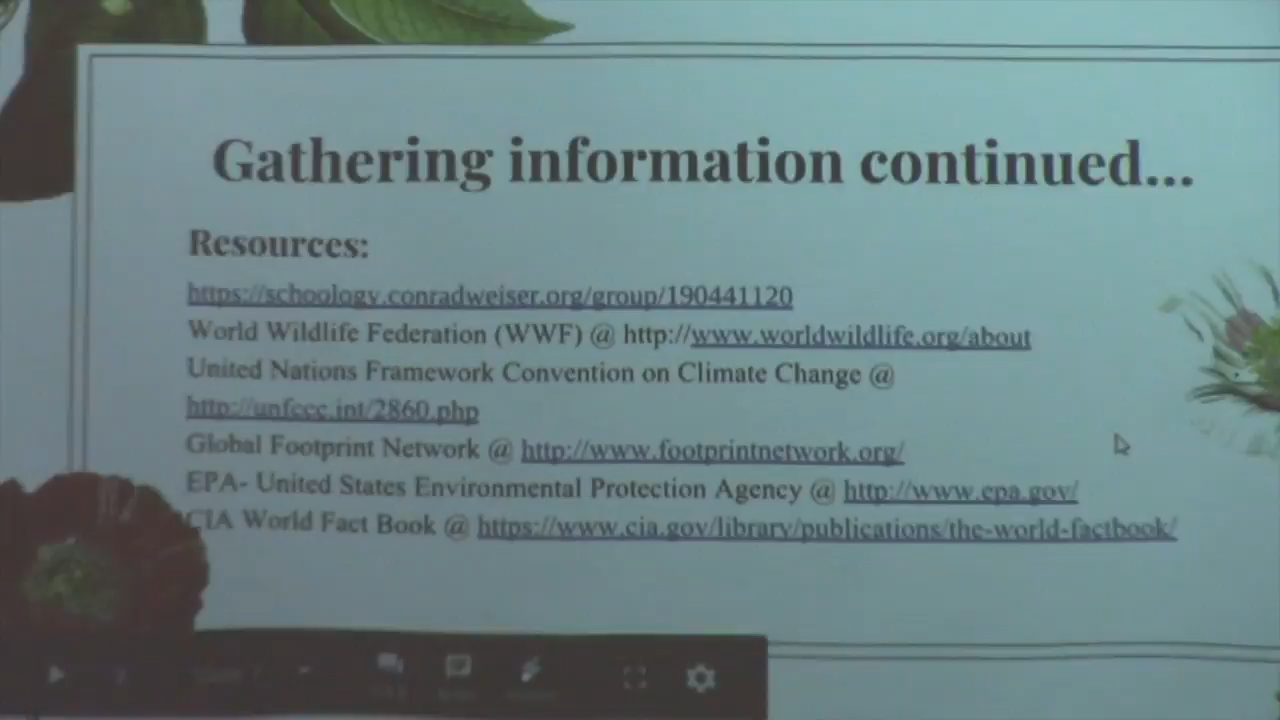 Gathering information continued...
Resources:
https://schoology.conradweiser.org/group/190441120
World Wildlife Federation (WWF) @ http://www.worldwildlife.org/about
United Nations Framework Convention on Climate Change @
http://unfccc.int/2860.php
Global Footprint Network @ http://www.footprintnetwork.org/
EPA- United States Environmental Protection Agency @ http://www.epa.gov/
CIA World Fact Book @ https://www.cia.gov/library/publications/the-world-factbook/